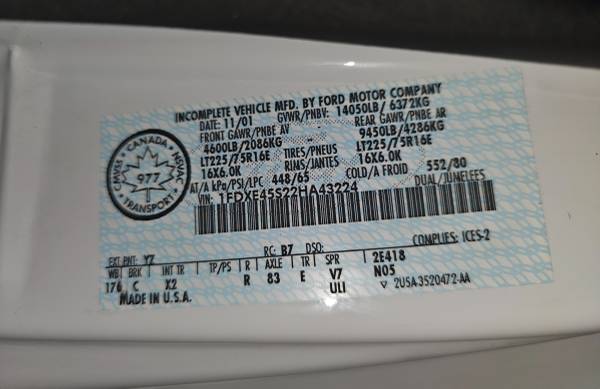 INCOMPLETE VEHICLE MFD. BY FORD MOTOR COMPANY
DATE: 11/01 GVWR/PNBV: 14050LB/ 6372KG
FRONT GAWR/PNBE AV REAR GAWR/PNBE AR
4600LB/2086KG 9450LB/4286KG
LT225/75R16E TIRES/PNEUS LT225/75R16E
16X6.0K RIMS/JANTES 16X6.0K
AT/A kPa/PSI/LPC 448/65 COLD/A FROID 552/80
VIN: 1FDXE45S22HA43224 DUAL/JUMELEES
CANADA
CMVSS NVSAC
977
TRANSPORT
COMPLIES: ICES-2
EXT PNT: Y7 RC: B7 DSO:
WB BRK INT TR TP/PS R AXLE TR SPR 2E418
176 C X2 R 83 E V7 N05
MADE IN U.S.A. ULI ▽ 2U5A3520472-AA